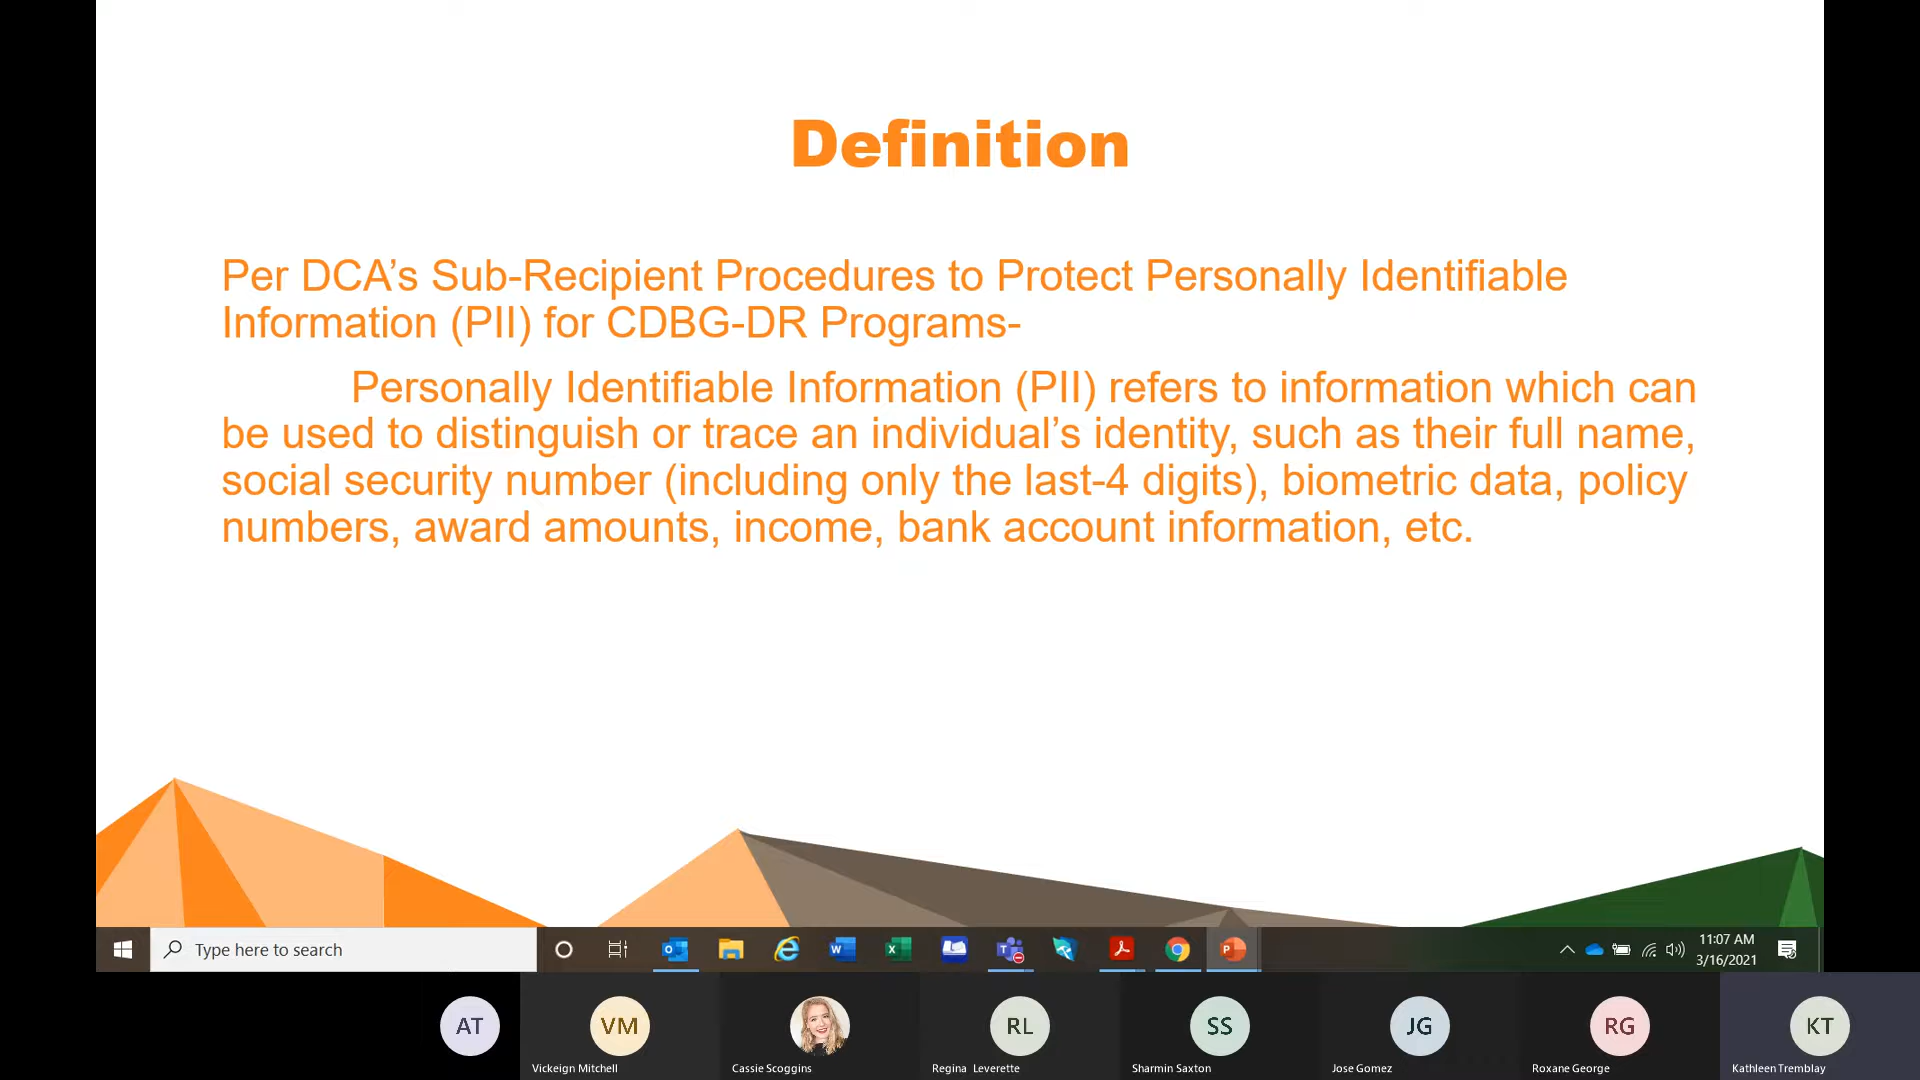 Definition
Per DCA’s Sub-Recipient Procedures to Protect Personally Identifiable
Information (PII) for CDBG-DR Programs-
Personally Identifiable Information (PII) refers to information which can
be used to distinguish or trace an individual’s identity, such as their full name,
social security number (including only the last-4 digits), biometric data, policy
numbers, award amounts, income, bank account information, etc.
Type here to search
11:07 AM
3/16/2021
AT
VM
RL
SS
JG
RG
KT
Vickeign Mitchell
Cassie Scoggins
Regina Leverette
Sharmin Saxton
Jose Gomez
Roxane George
Kathleen Tremblay